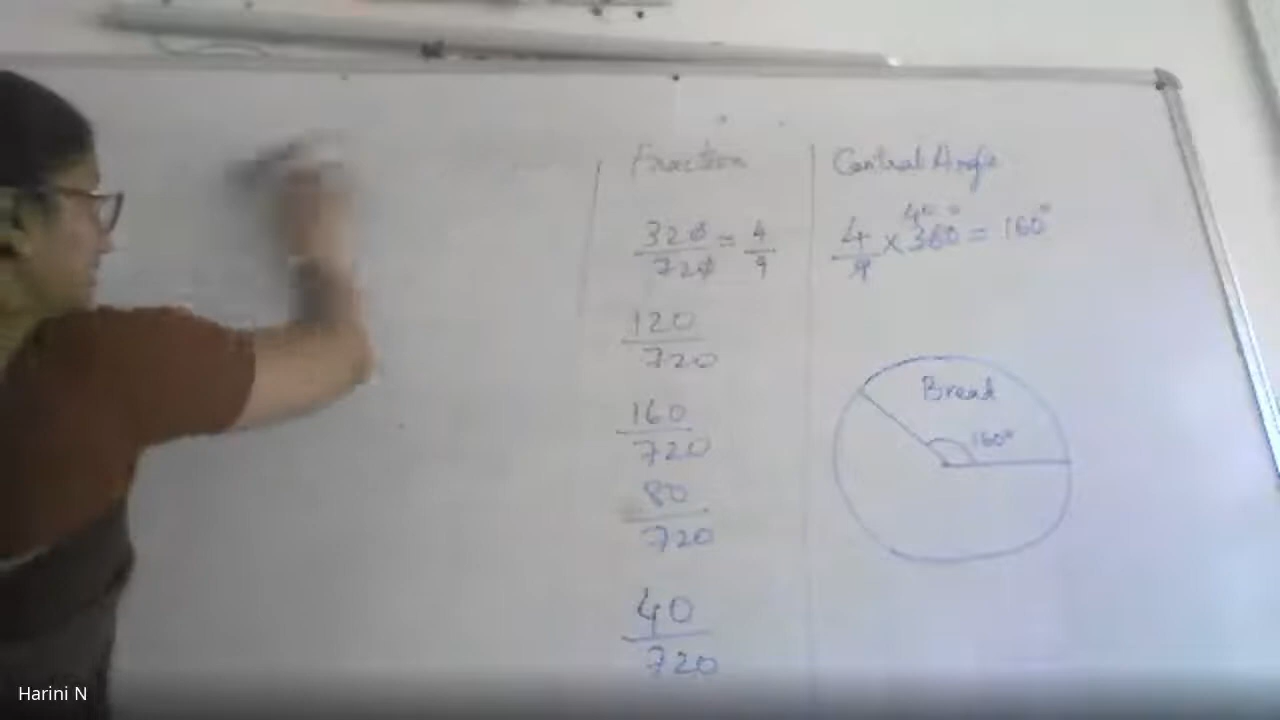 Fraction
Central Angle
320/720 = 4/9
4/9 × 360° = 160°
40
120/720
160/720
80/720
40/720
Bread
160°
Harini N